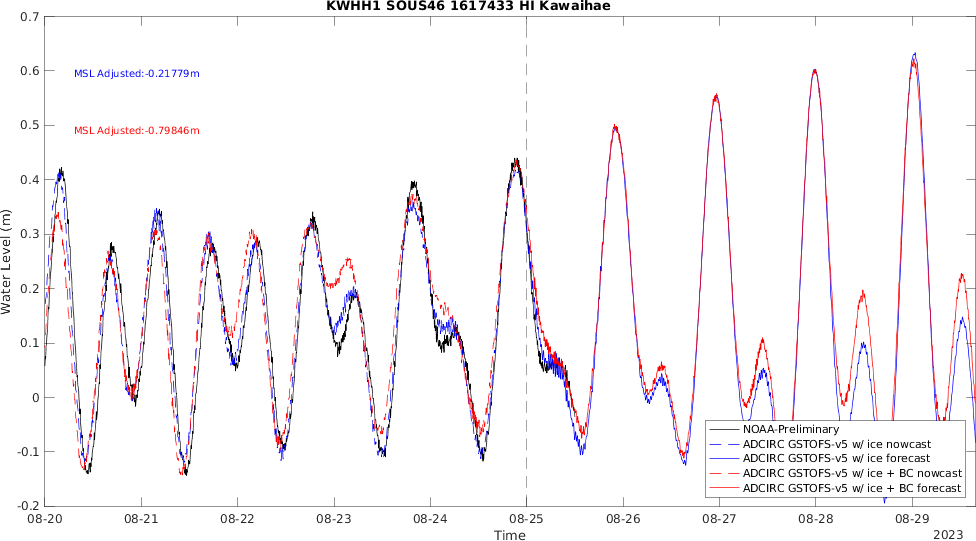 KWHH1 SOUS46 1617433 HI Kawaihae
0.7
0.6
0.5
0.4
0.3
0.2
0.1
0
-0.1
-0.2
Water Level (m)
MSL Adjusted:-0.21779m
MSL Adjusted:-0.79846m
NOAA-Preliminary
ADCIRC GSTOFS-v5 w/ ice nowcast
ADCIRC GSTOFS-v5 w/ ice forecast
ADCIRC GSTOFS-v5 w/ ice + BC nowcast
ADCIRC GSTOFS-v5 w/ ice + BC forecast
08-20 08-21 08-22 08-23 08-24 08-25 08-26 08-27 08-28 08-29
Time
2023